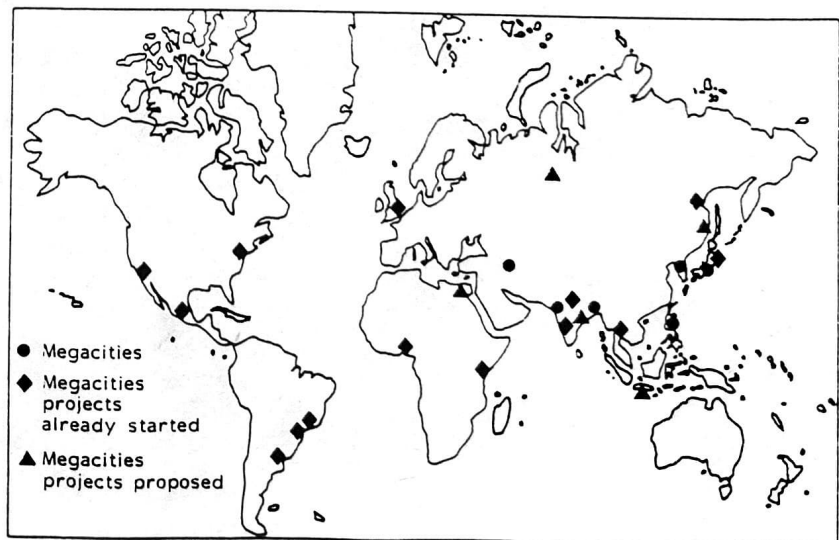 Megacities
Megacities
projects
already started
Megacities
projects proposed